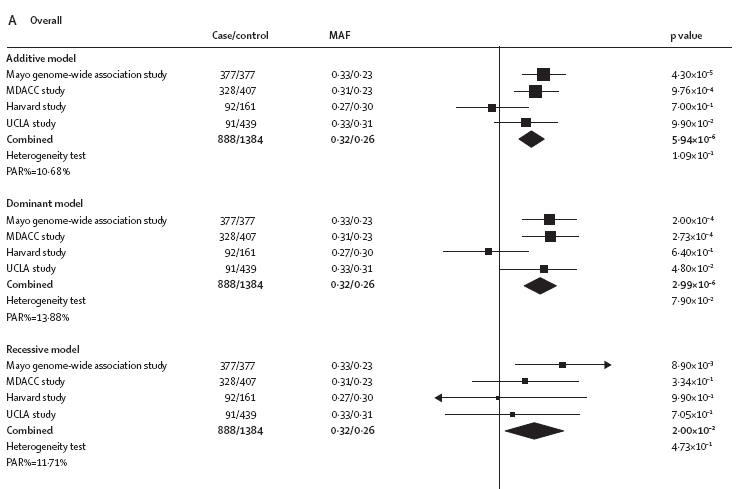 A Overall
Case/control MAF p value
Additive model
Mayo genome-wide association study 377/377 0·33/0·23 4·30×10⁻⁵
MDACC study 328/407 0·31/0·23 9·76×10⁻⁴
Harvard study 92/161 0·27/0·30 7·00×10⁻¹
UCLA study 91/439 0·33/0·31 9·90×10⁻²
Combined 888/1384 0·32/0·26 5·94×10⁻⁶
Heterogeneity test 1·09×10⁻¹
PAR%=10·68%
Dominant model
Mayo genome-wide association study 377/377 0·33/0·23 2·00×10⁻⁴
MDACC study 328/407 0·31/0·23 2·73×10⁻⁴
Harvard study 92/161 0·27/0·30 6·40×10⁻¹
UCLA study 91/439 0·33/0·31 4·80×10⁻²
Combined 888/1384 0·32/0·26 2·99×10⁻⁶
Heterogeneity test 7·90×10⁻²
PAR%=13·88%
Recessive model
Mayo genome-wide association study 377/377 0·33/0·23 8·90×10⁻³
MDACC study 328/407 0·31/0·23 3·34×10⁻¹
Harvard study 92/161 0·27/0·30 9·90×10⁻¹
UCLA study 91/439 0·33/0·31 7·05×10⁻¹
Combined 888/1384 0·32/0·26 2·00×10⁻²
Heterogeneity test 4·73×10⁻¹
PAR%=11·71%